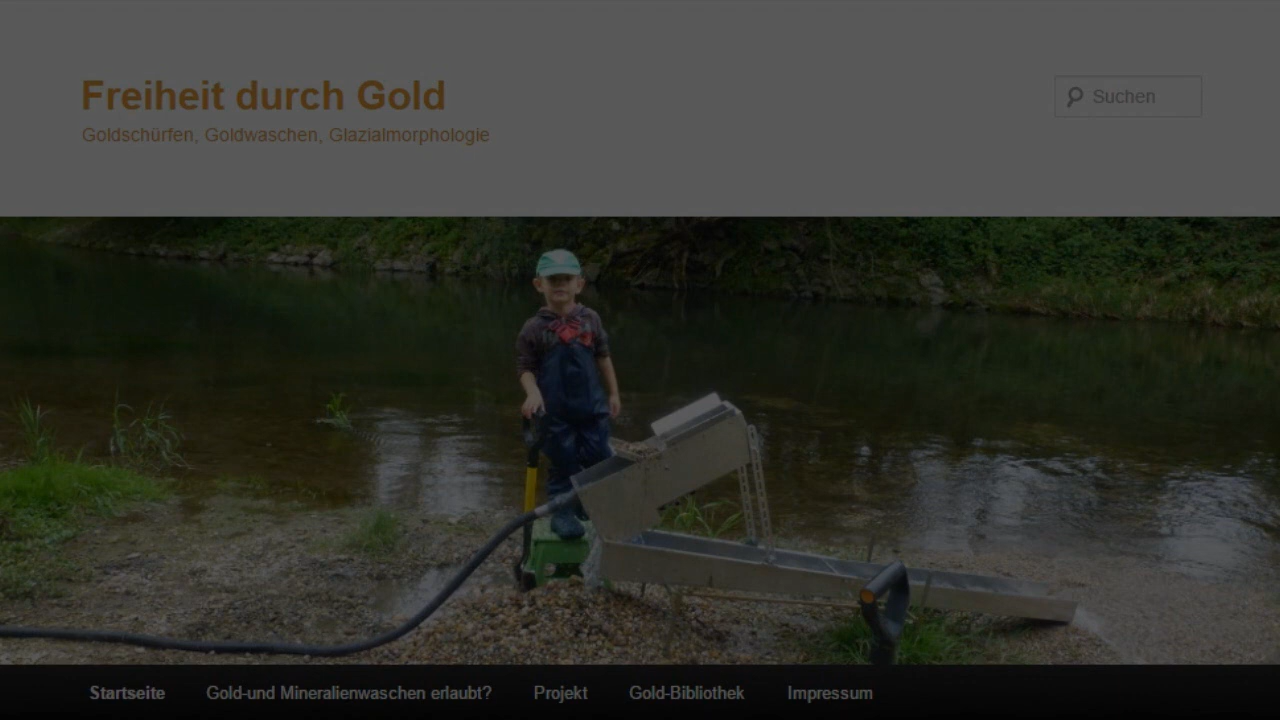 Freiheit durch Gold
Goldschürfen, Goldwaschen, Glazialmorphologie
Suchen
Startseite
Gold-und Mineralienwaschen erlaubt?
Projekt
Gold-Bibliothek
Impressum